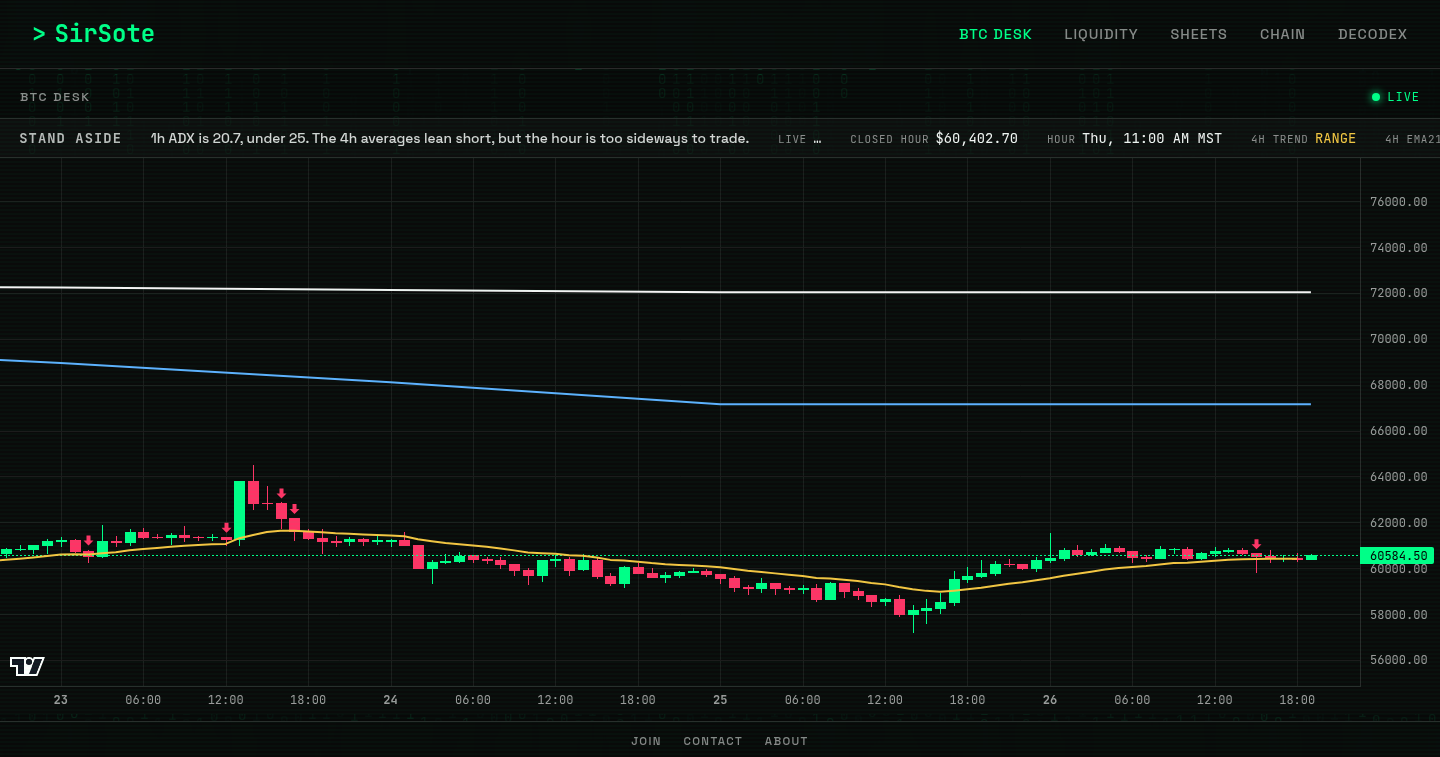 > SirSote
BTC DESK LIQUIDITY SHEETS CHAIN DECODEX
BTC DESK
LIVE
STAND ASIDE 1h ADX is 20.7, under 25. The 4h averages lean short, but the hour is too sideways to trade. LIVE … CLOSED HOUR $60,402.70 HOUR Thu, 11:00 AM MST 4H TREND RANGE 4H EMA21
76000.00
74000.00
72000.00
70000.00
68000.00
66000.00
64000.00
62000.00
60584.50
60000.00
58000.00
56000.00
23 06:00 12:00 18:00 24 06:00 12:00 18:00 25 06:00 12:00 18:00 26 06:00 12:00 18:00
JOIN CONTACT ABOUT